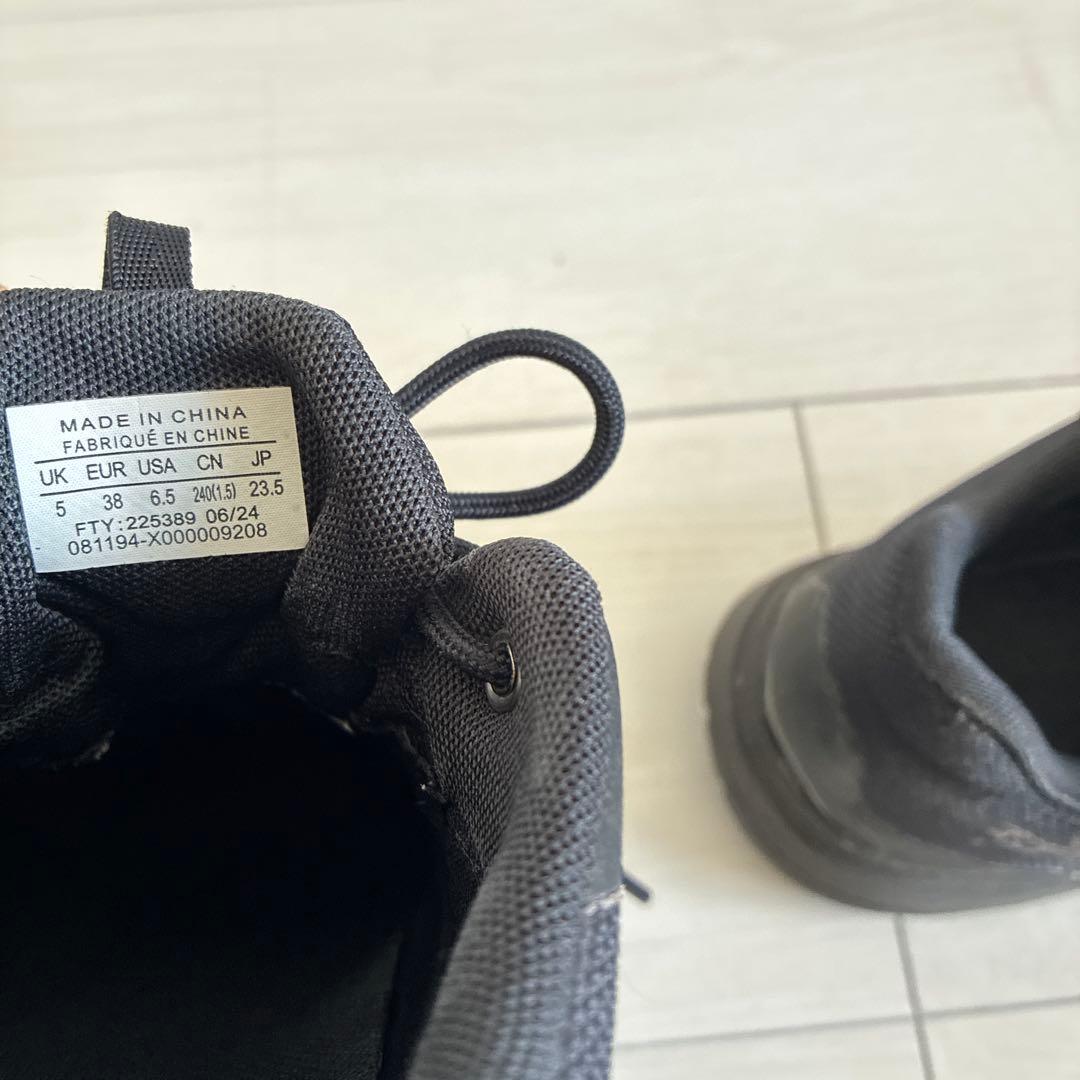 MADE IN CHINA
FABRIQUÉ EN CHINE
UK EUR USA CN JP
5 38 6.5 240(1.5) 23.5
FTY:225389 06/24
081194-X000009208